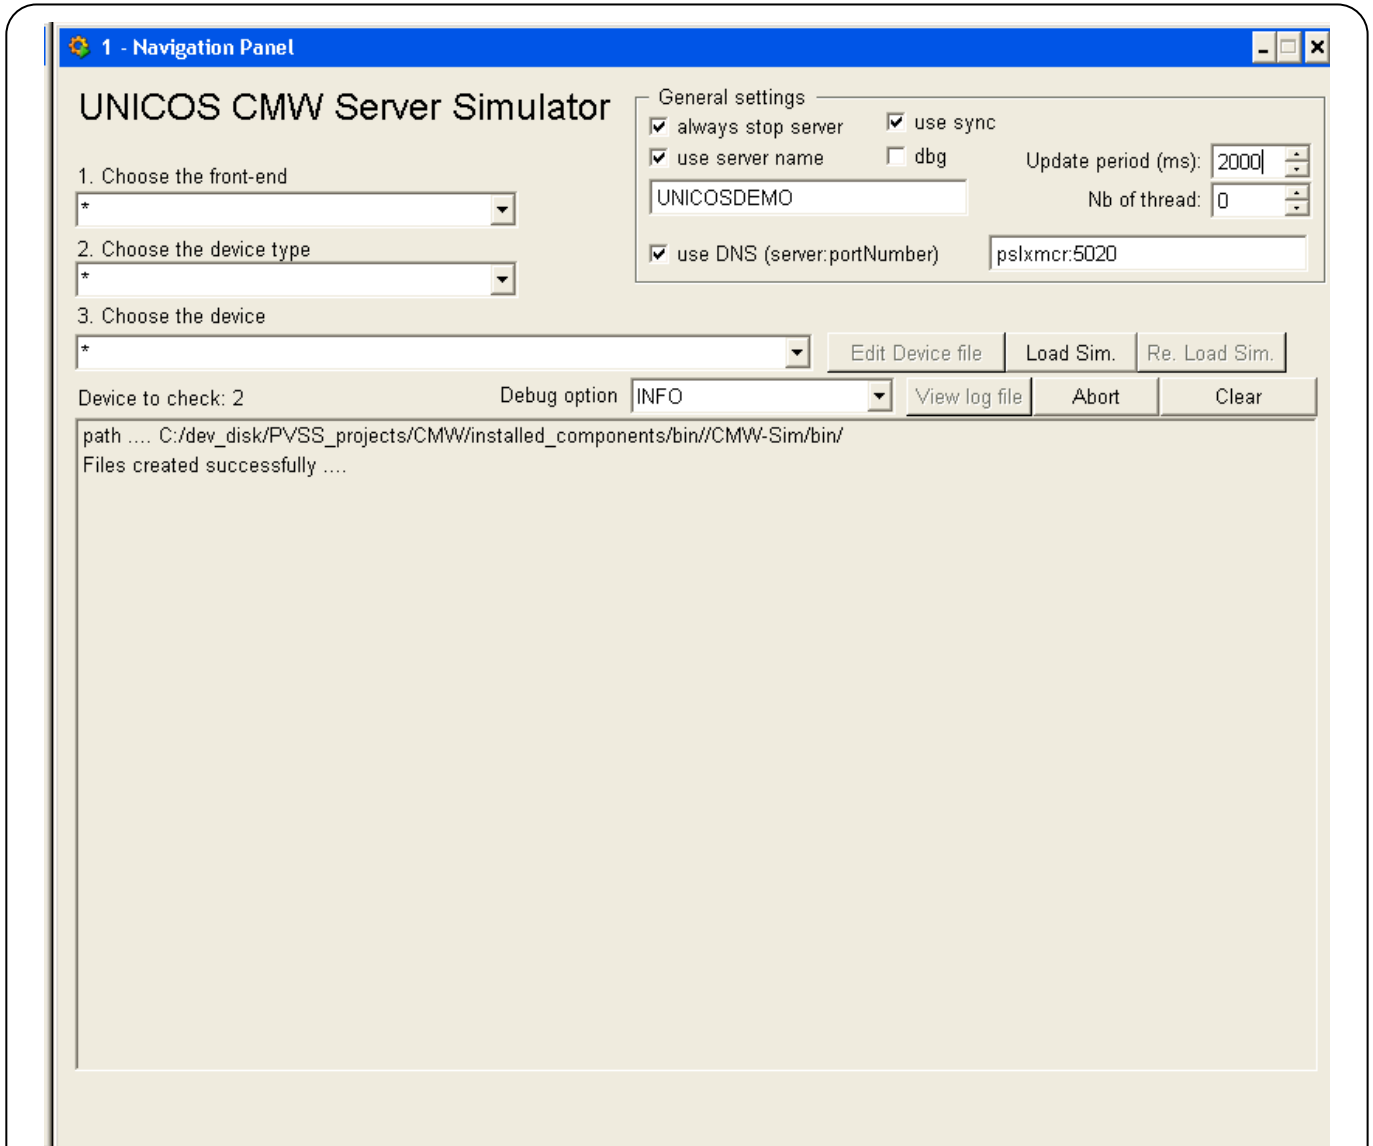 1 - Navigation Panel
UNICOS CMW Server Simulator
General settings
always stop server
use sync
use server name
dbg
Update period (ms): 2000
UNICOSDEMO
Nb of thread: 0
use DNS (server:portNumber)
pslxmcr:5020
1. Choose the front-end
*
2. Choose the device type
*
3. Choose the device
*
Edit Device file
Load Sim.
Re. Load Sim.
Device to check: 2
Debug option
INFO
View log file
Abort
Clear
path .... C:/dev_disk/PVSS_projects/CMW/installed_components/bin//CMW-Sim/bin/
Files created successfully ....